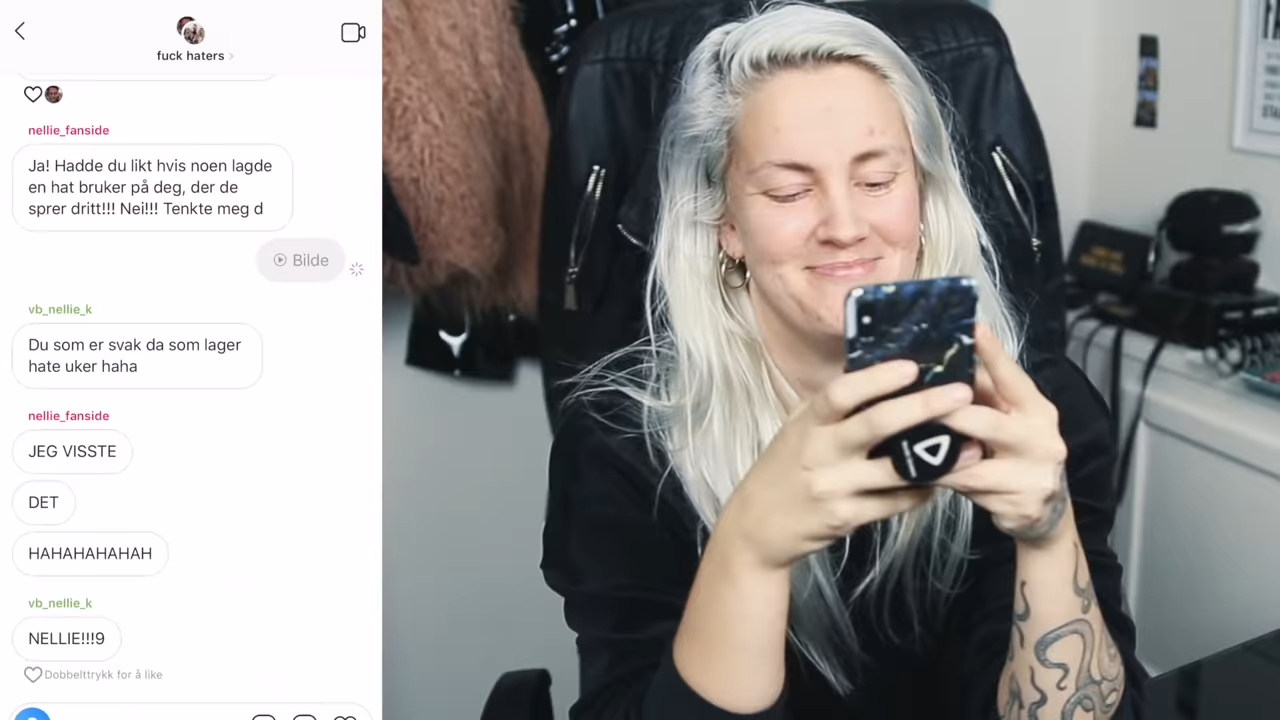 fuck haters
nellie_fanside
Ja! Hadde du likt hvis noen lagde
en hat bruker på deg, der de
sprer dritt!!! Nei!!! Tenkte meg d
Bilde
vb_nellie_k
Du som er svak da som lager
hate uker haha
nellie_fanside
JEG VISSTE
DET
HAHAHAHAHAH
vb_nellie_k
NELLIE!!!9
Dobbelttrykk for å like